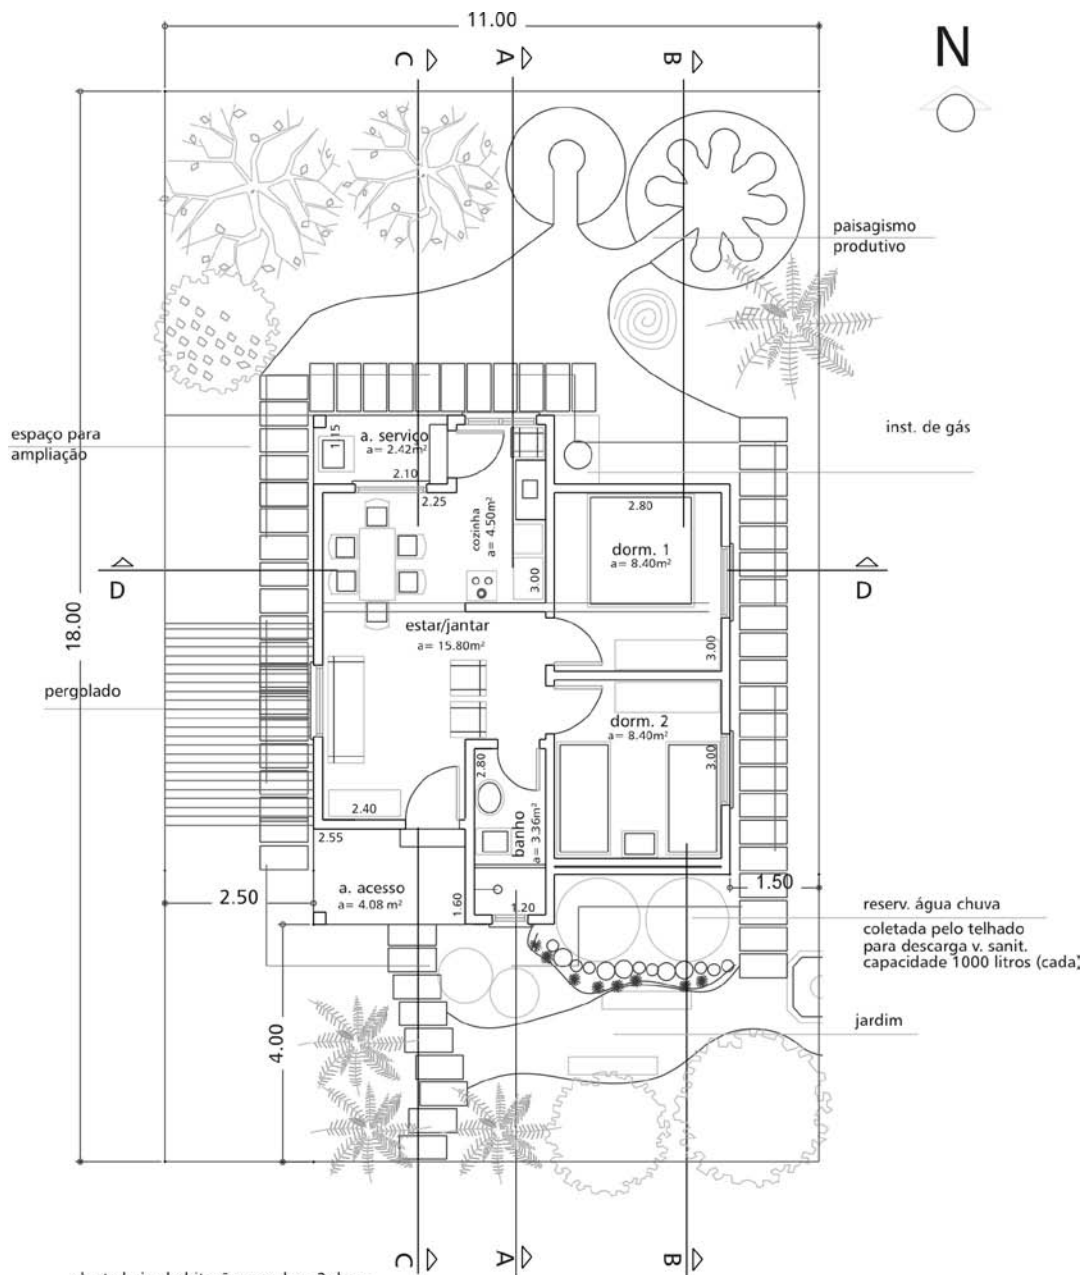 11.00
N
C
A
B
paisagismo
produtivo
espaço para
ampliação
inst. de gás
a. serviço
a= 2.42m²
1.15
2.10
2.25
cozinha
a= 4.50m²
2.80
dorm. 1
a= 8.40m²
D
D
3.00
18.00
estar/jantar
a= 15.80m²
3.00
pergolado
dorm. 2
a= 8.40m²
3.00
2.80
banho
a= 3.36m²
2.40
2.55
a. acesso
a= 4.08 m²
1.60
1.20
2.50
1.50
reserv. água chuva
coletada pelo telhado
para descarga v. sanit.
capacidade 1000 litros (cada)
jardim
4.00
C
A
B